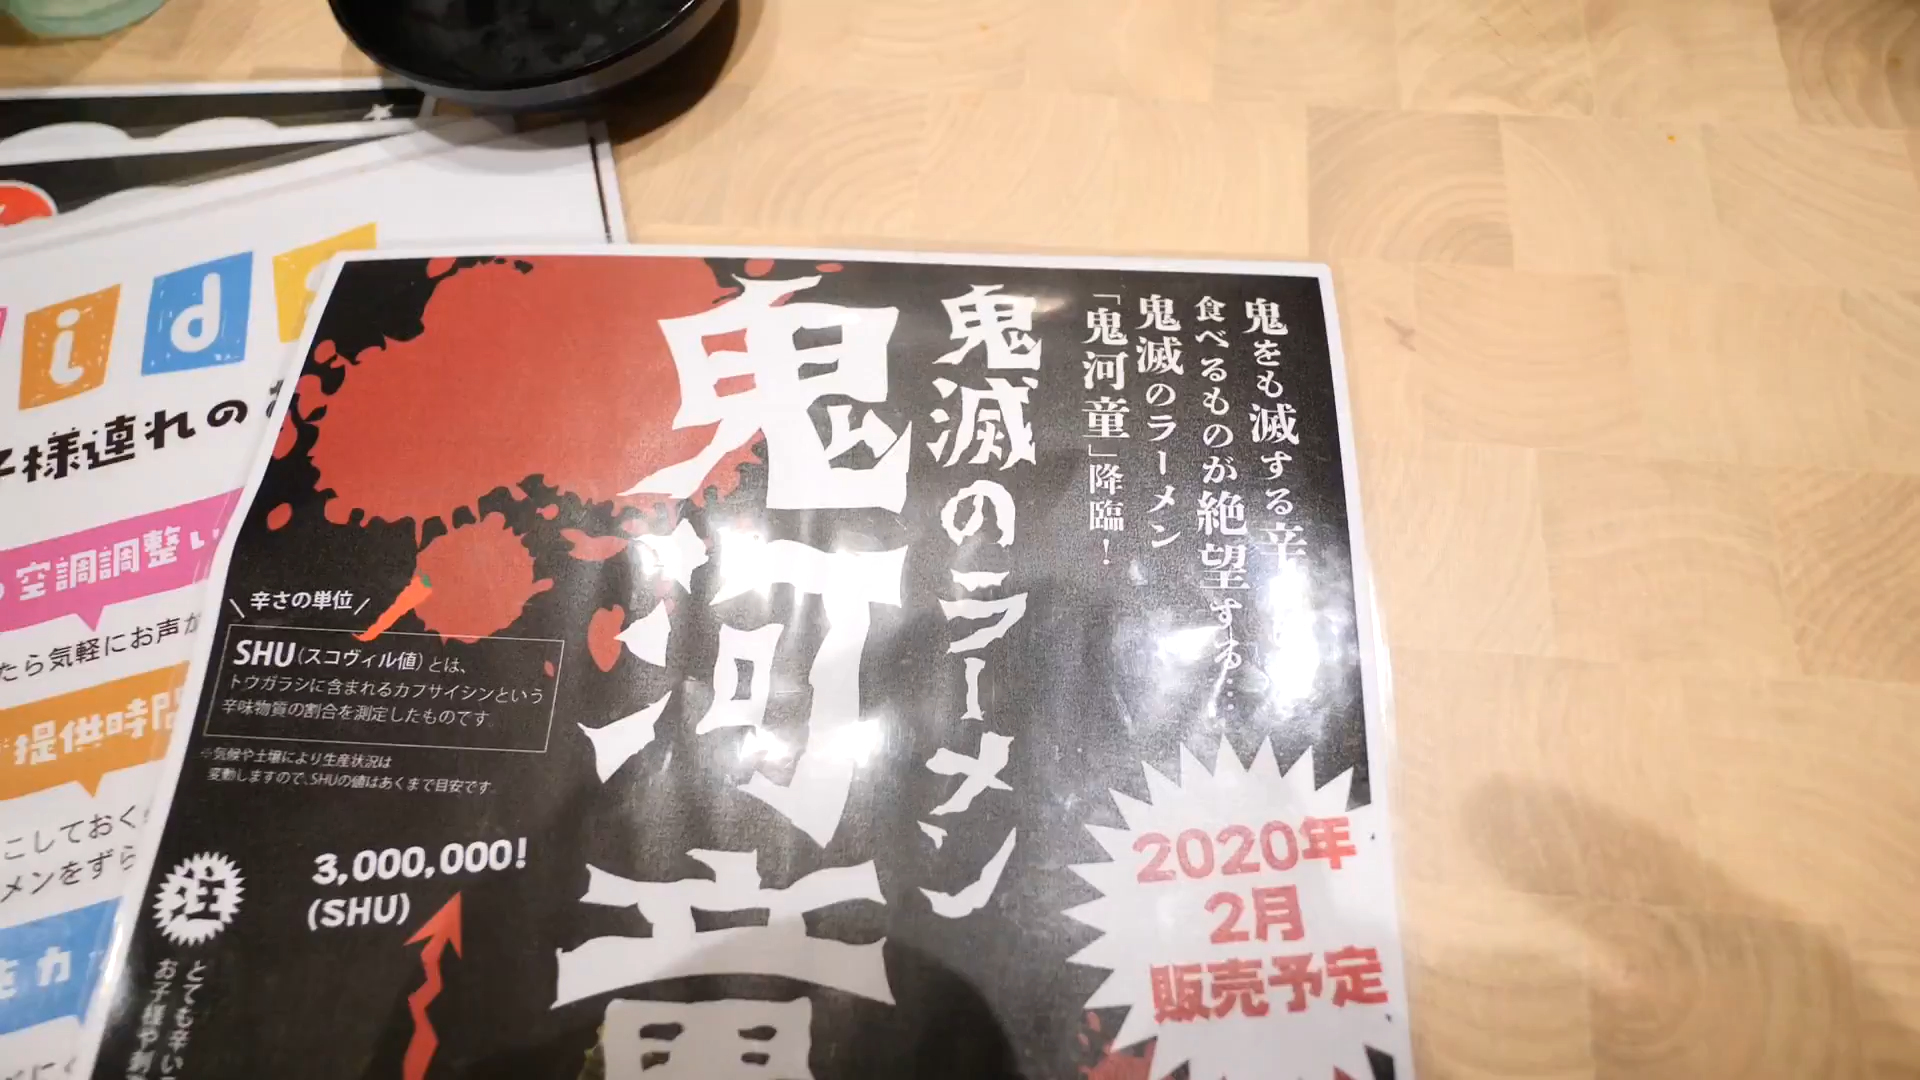 鬼をも滅する辛
食べるものが絶望する…
鬼滅のラーメン
「鬼河童」降臨!
鬼滅のラーメン
鬼河童
辛さの単位
SHU(スコヴィル値)とは、
トウガラシに含まれるカプサイシンという
辛味物質の割合を測定したものです
※気候や土壌により生産状況は
変動しますので、SHUの値はあくまで目安です
3,000,000!
(SHU)
2020年
2月
販売予定
注
とても辛い
お子様や刺
i d s
子様連れのお
空調調整い
たら気軽にお声が
提供時間
こしておく
メンをずら